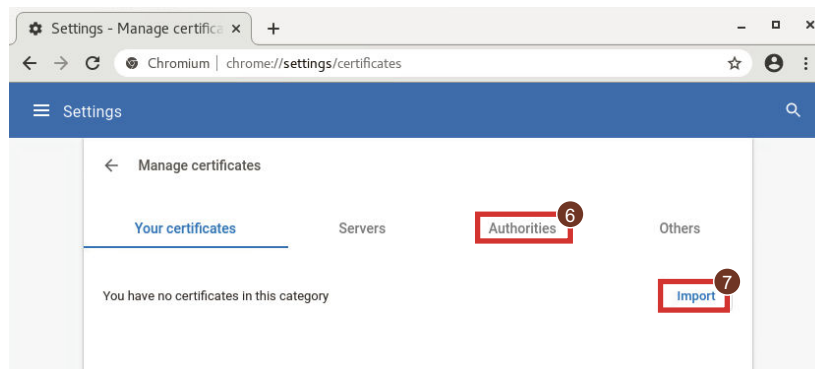 Settings - Manage certifica × +
Chromium | chrome://settings/certificates
Settings
Manage certificates
6
Your certificates Servers Authorities Others
7
You have no certificates in this category Import